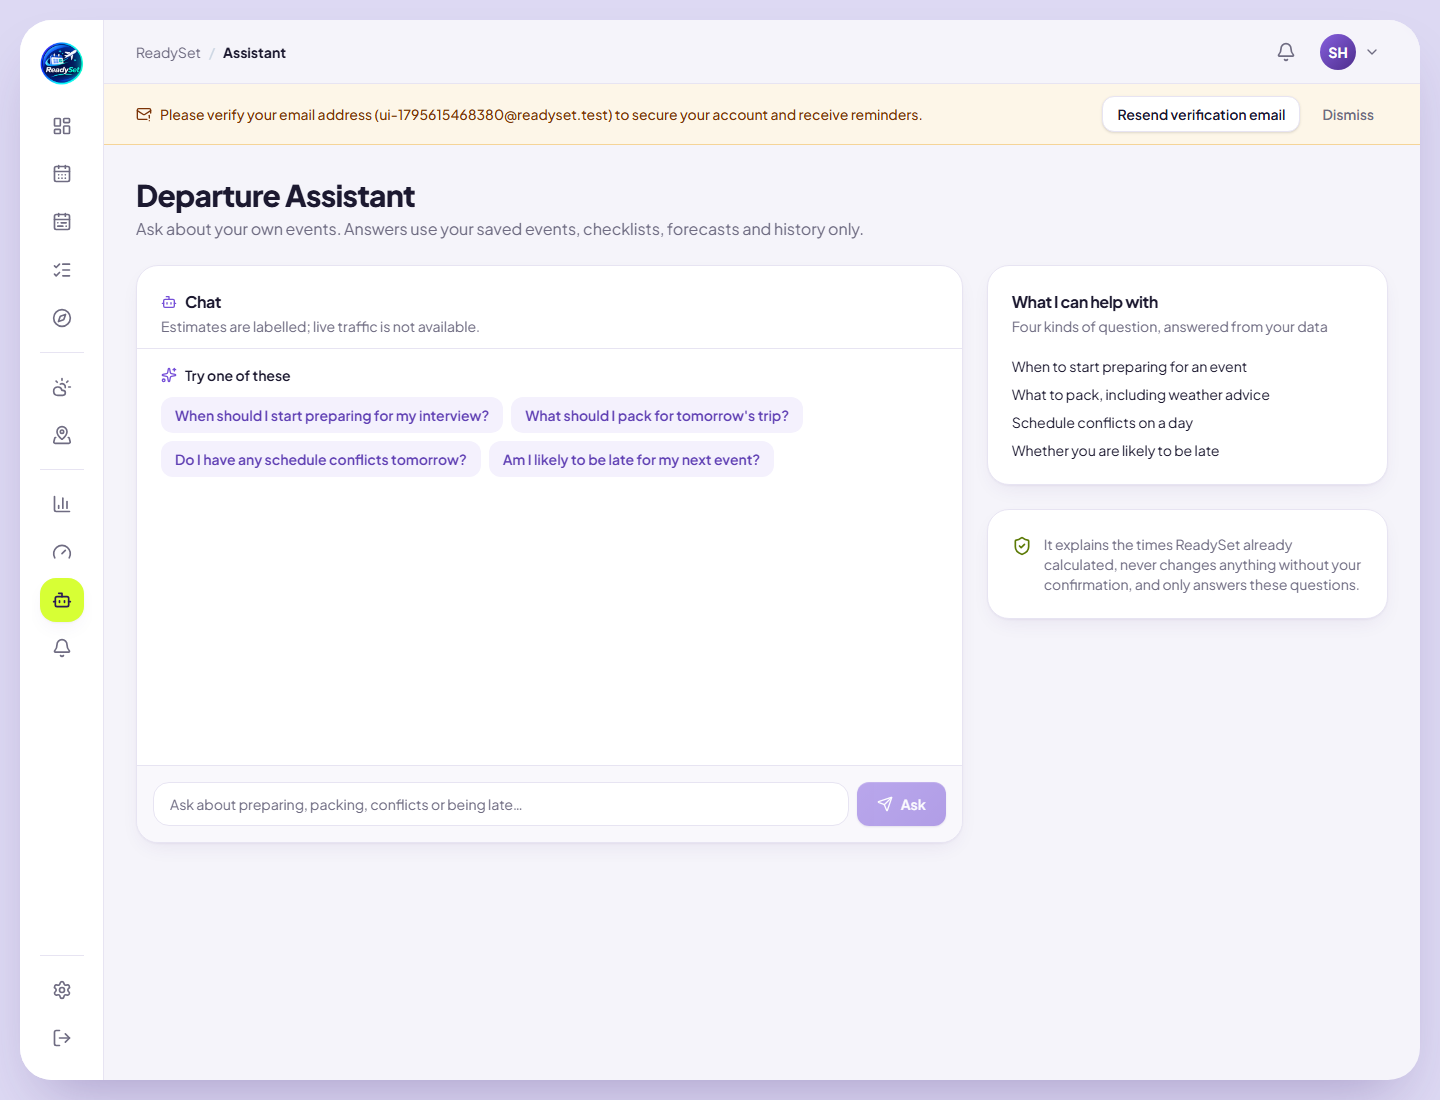 ReadySet
ReadySet / Assistant
SH
Please verify your email address (ui-1795615468380@readyset.test) to secure your account and receive reminders.
Resend verification email
Dismiss
Departure Assistant
Ask about your own events. Answers use your saved events, checklists, forecasts and history only.
Chat
Estimates are labelled; live traffic is not available.
Try one of these
When should I start preparing for my interview?
What should I pack for tomorrow's trip?
Do I have any schedule conflicts tomorrow?
Am I likely to be late for my next event?
Ask about preparing, packing, conflicts or being late…
Ask
What I can help with
Four kinds of question, answered from your data
When to start preparing for an event
What to pack, including weather advice
Schedule conflicts on a day
Whether you are likely to be late
It explains the times ReadySet already
calculated, never changes anything without your
confirmation, and only answers these questions.